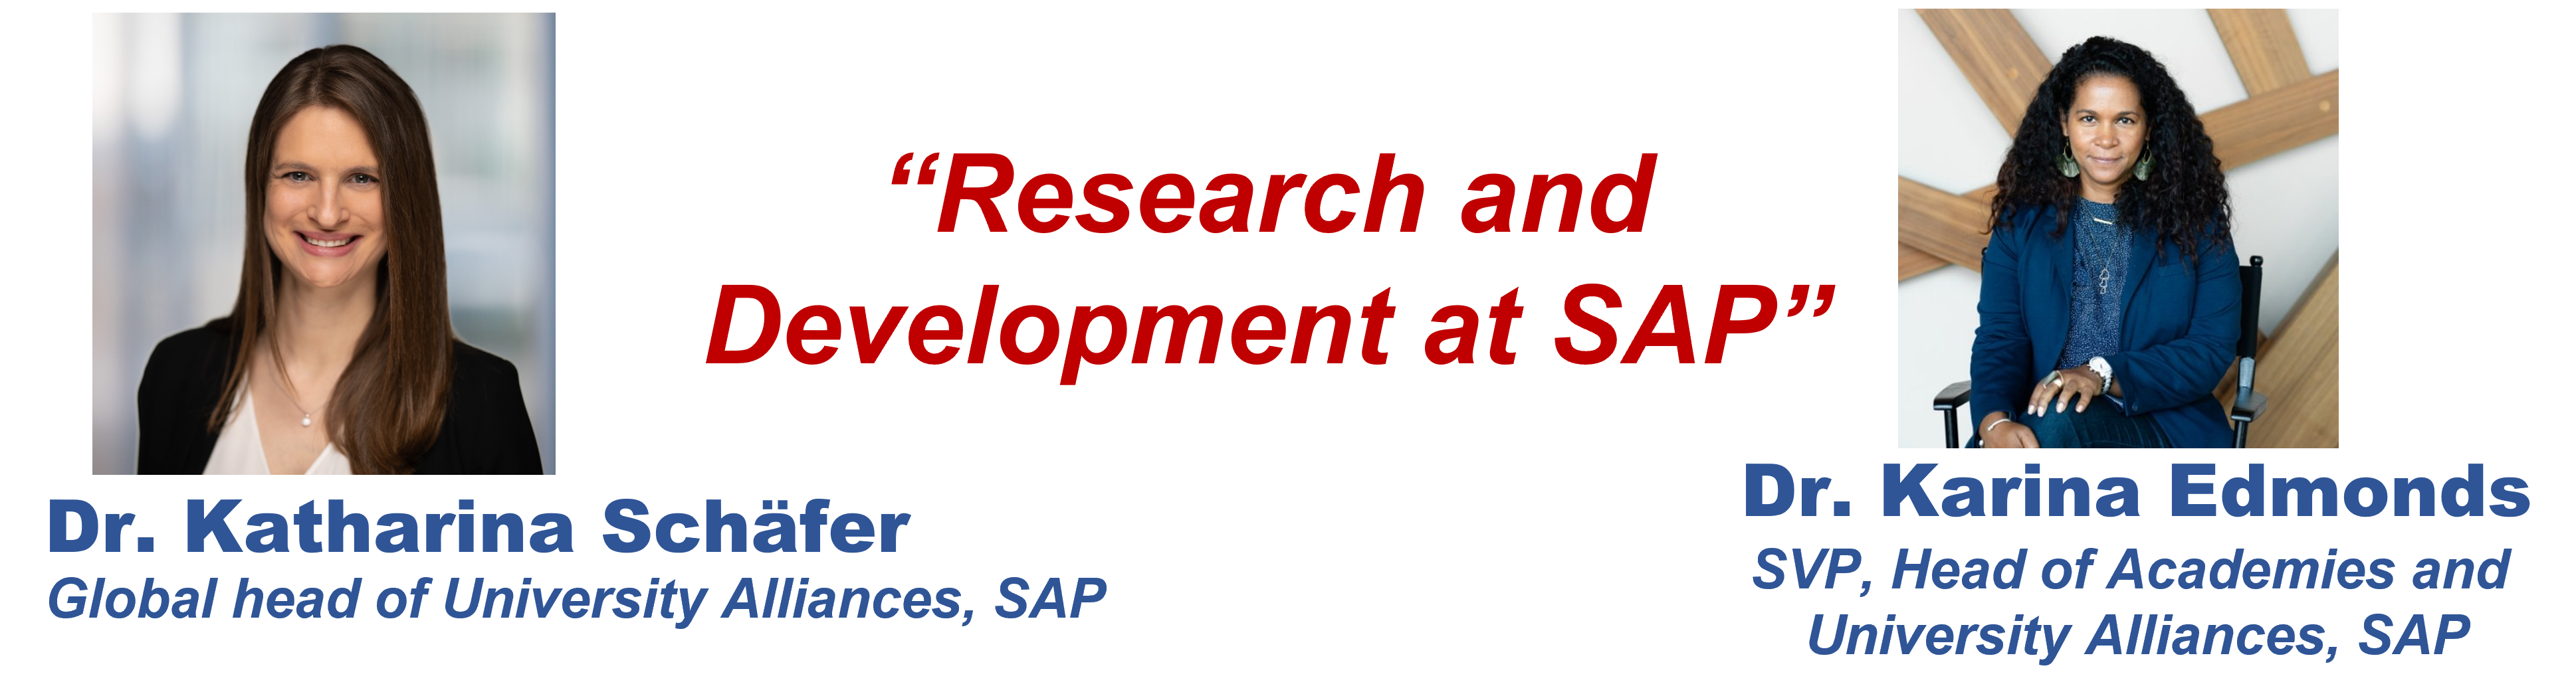 “Research and
Development at SAP”
Dr. Katharina Schäfer
Global head of University Alliances, SAP
Dr. Karina Edmonds
SVP, Head of Academies and
University Alliances, SAP